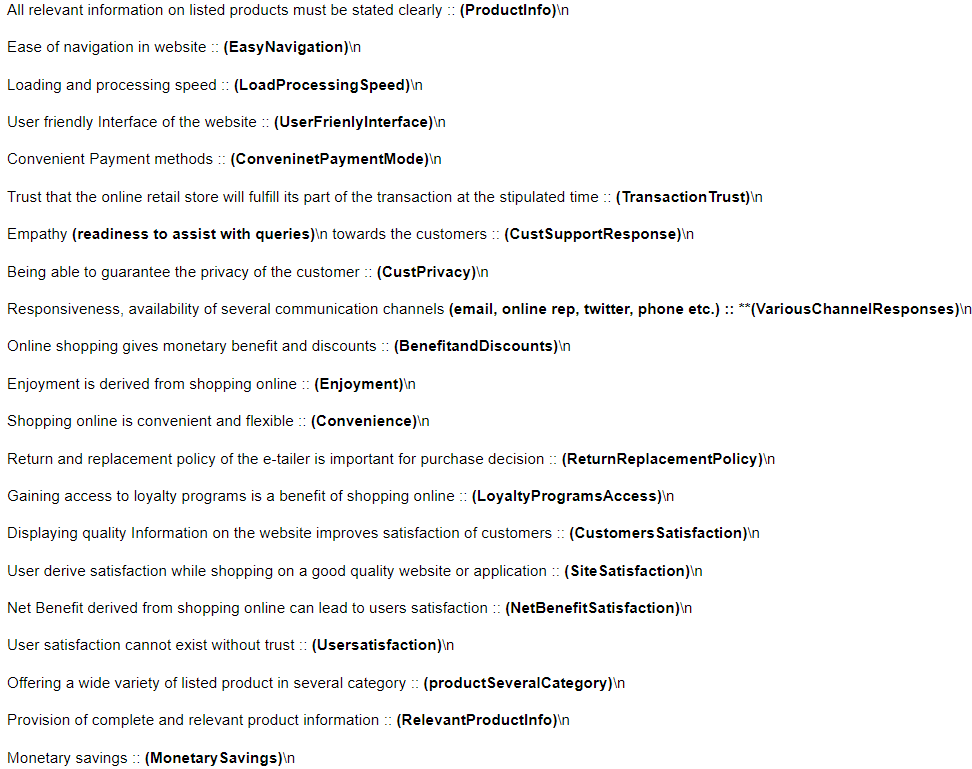 All relevant information on listed products must be stated clearly :: (ProductInfo)\n
Ease of navigation in website :: (EasyNavigation)\n
Loading and processing speed :: (LoadProcessingSpeed)\n
User friendly Interface of the website :: (UserFrienlyInterface)\n
Convenient Payment methods :: (ConveninetPaymentMode)\n
Trust that the online retail store will fulfill its part of the transaction at the stipulated time :: (TransactionTrust)\n
Empathy (readiness to assist with queries)\n towards the customers :: (CustSupportResponse)\n
Being able to guarantee the privacy of the customer :: (CustPrivacy)\n
Responsiveness, availability of several communication channels (email, online rep, twitter, phone etc.) :: **(VariousChannelResponses)\n
Online shopping gives monetary benefit and discounts :: (BenefitandDiscounts)\n
Enjoyment is derived from shopping online :: (Enjoyment)\n
Shopping online is convenient and flexible :: (Convenience)\n
Return and replacement policy of the e-tailer is important for purchase decision :: (ReturnReplacementPolicy)\n
Gaining access to loyalty programs is a benefit of shopping online :: (LoyaltyProgramsAccess)\n
Displaying quality Information on the website improves satisfaction of customers :: (CustomersSatisfaction)\n
User derive satisfaction while shopping on a good quality website or application :: (SiteSatisfaction)\n
Net Benefit derived from shopping online can lead to users satisfaction :: (NetBenefitSatisfaction)\n
User satisfaction cannot exist without trust :: (Usersatisfaction)\n
Offering a wide variety of listed product in several category :: (productSeveralCategory)\n
Provision of complete and relevant product information :: (RelevantProductInfo)\n
Monetary savings :: (MonetarySavings)\n